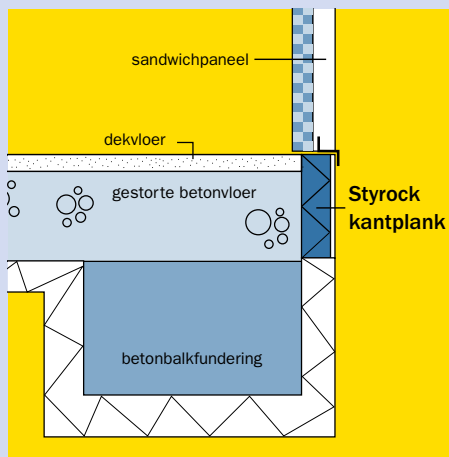 sandwichpaneel
dekvloer
gestorte betonvloer
Styrock
kantplank
betonbalkfundering